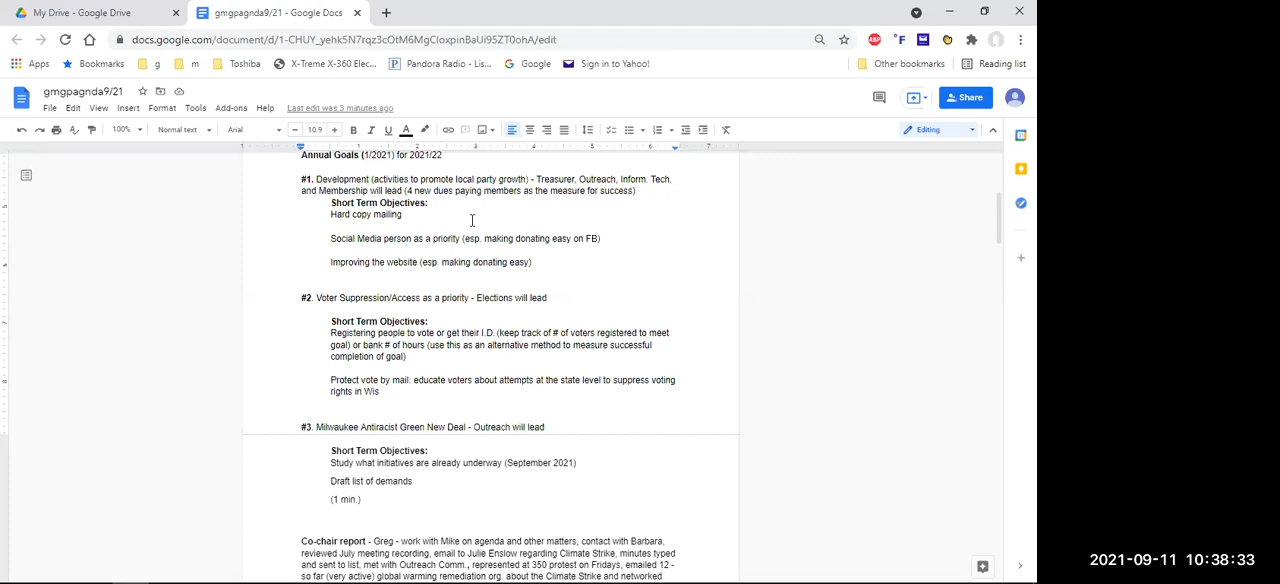 My Drive - Google Drive
gmgpagnda9/21 - Google Docs
docs.google.com/document/d/1-CHUY_yehk5N7rqz3cOtM6MgCloxpinBaUi95ZT0ohA/edit
Apps Bookmarks g m Toshiba X-Treme X-360 Elec... Pandora Radio - Lis... Google Sign in to Yahoo! Other bookmarks Reading list
gmgpagnda9/21
File Edit View Insert Format Tools Add-ons Help Last edit was 3 minutes ago
Share
100% Normal text Arial 10.9 Editing
Annual Goals (1/2021) for 2021/22
#1. Development (activities to promote local party growth) - Treasurer, Outreach, Inform. Tech.
and Membership will lead (4 new dues paying members as the measure for success)
Short Term Objectives:
Hard copy mailing
Social Media person as a priority (esp. making donating easy on FB)
Improving the website (esp. making donating easy)
#2. Voter Suppression/Access as a priority - Elections will lead
Short Term Objectives:
Registering people to vote or get their I.D. (keep track of # of voters registered to meet
goal) or bank # of hours (use this as an alternative method to measure successful
completion of goal)
Protect vote by mail: educate voters about attempts at the state level to suppress voting
rights in Wis
#3. Milwaukee Antiracist Green New Deal - Outreach will lead
Short Term Objectives:
Study what initiatives are already underway (September 2021)
Draft list of demands
(1 min.)
Co-chair report - Greg - work with Mike on agenda and other matters, contact with Barbara,
reviewed July meeting recording, email to Julie Enslow regarding Climate Strike, minutes typed
and sent to list, met with Outreach Comm., represented at 350 protest on Fridays, emailed 12 -
so far (very active) global warming remediation org. about the Climate Strike and networked
2021-09-11 10:38:33